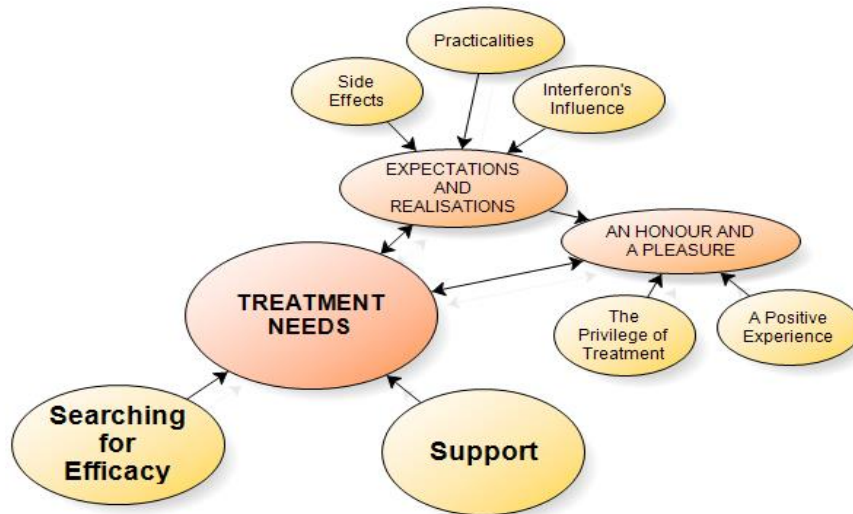 Practicalities
Side
Effects
Interferon's
Influence
EXPECTATIONS
AND
REALISATIONS
AN HONOUR AND
A PLEASURE
TREATMENT
NEEDS
The
Privilege of
Treatment
A Positive
Experience
Searching
for
Efficacy
Support